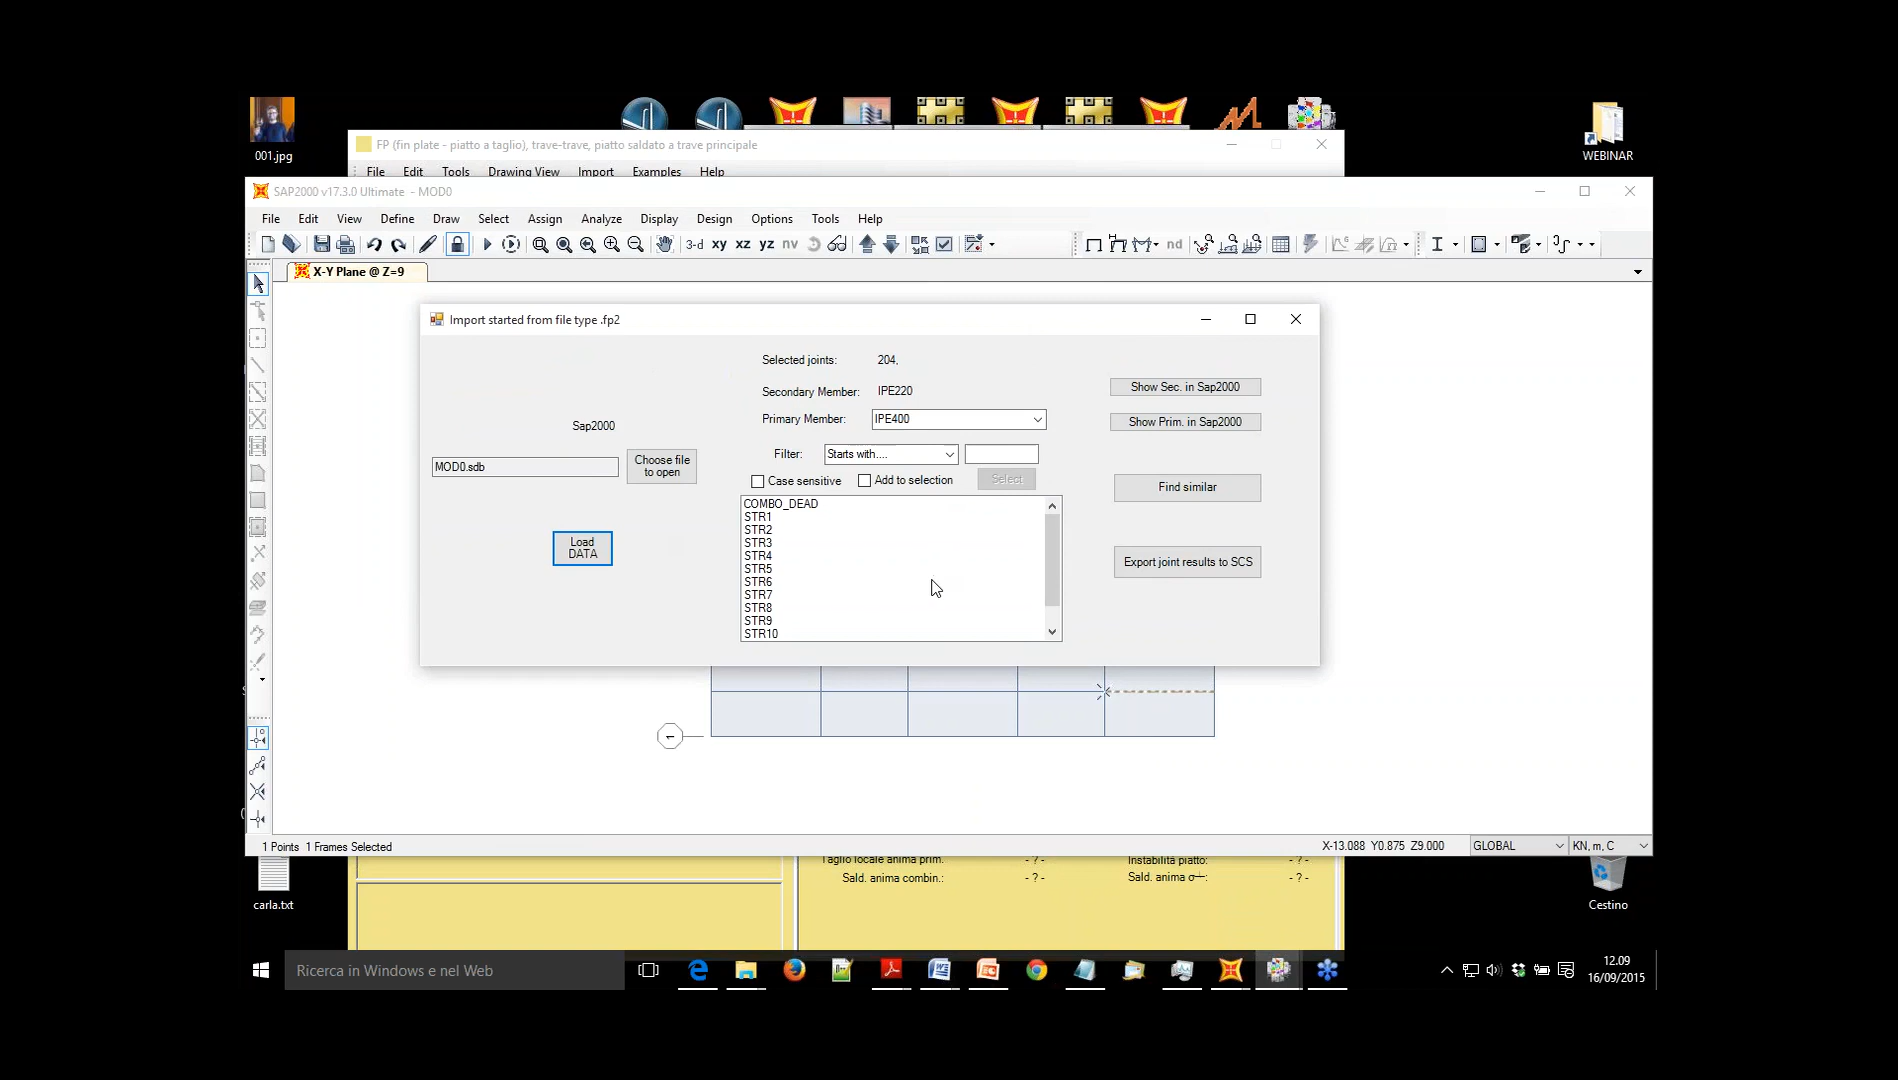 001.jpg
WEBINAR
FP (fin plate - piatto a taglio), trave-trave, piatto saldato a trave principale
File Edit Tools Drawing View Import Examples Help
SAP2000 v17.3.0 Ultimate - MOD0
File Edit View Define Draw Select Assign Analyze Display Design Options Tools Help
3-d xy xz yz nv nd
X-Y Plane @ Z=9
Import started from file type .fp2
Selected joints: 204,
Secondary Member: IPE220
Primary Member: IPE400
Show Sec. in Sap2000
Show Prim. in Sap2000
Sap2000
Filter: Starts with....
MOD0.sdb
Choose file to open
Case sensitive Add to selection Select
Find similar
COMBO_DEAD
STR1
STR2
STR3
STR4
STR5
STR6
STR7
STR8
STR9
STR10
Load DATA
Export joint results to SCS
1 Points 1 Frames Selected
X-13.088 Y0.875 Z9.000
GLOBAL
KN, m, C
Taglio locale anima prim. - ? - Instabilità piatto: - ? -
Sald. anima combin.: - ? - Sald. anima σ⊥: - ? -
carla.txt
Cestino
Ricerca in Windows e nel Web
12.09
16/09/2015